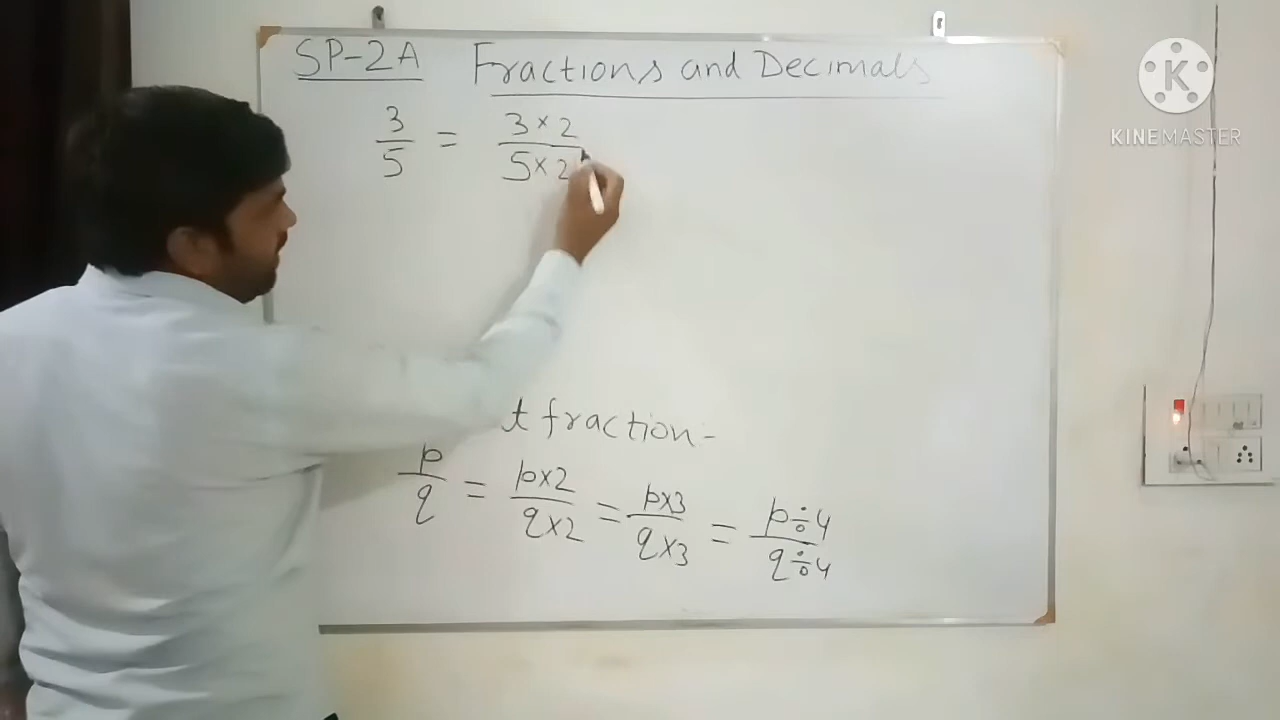 SP-2A Fractions and Decimals
3/5 = 3×2/5×2
t fraction:-
p/q = p×2/q×2 = p×3/q×3 = p÷4/q÷4
K
KINEMASTER